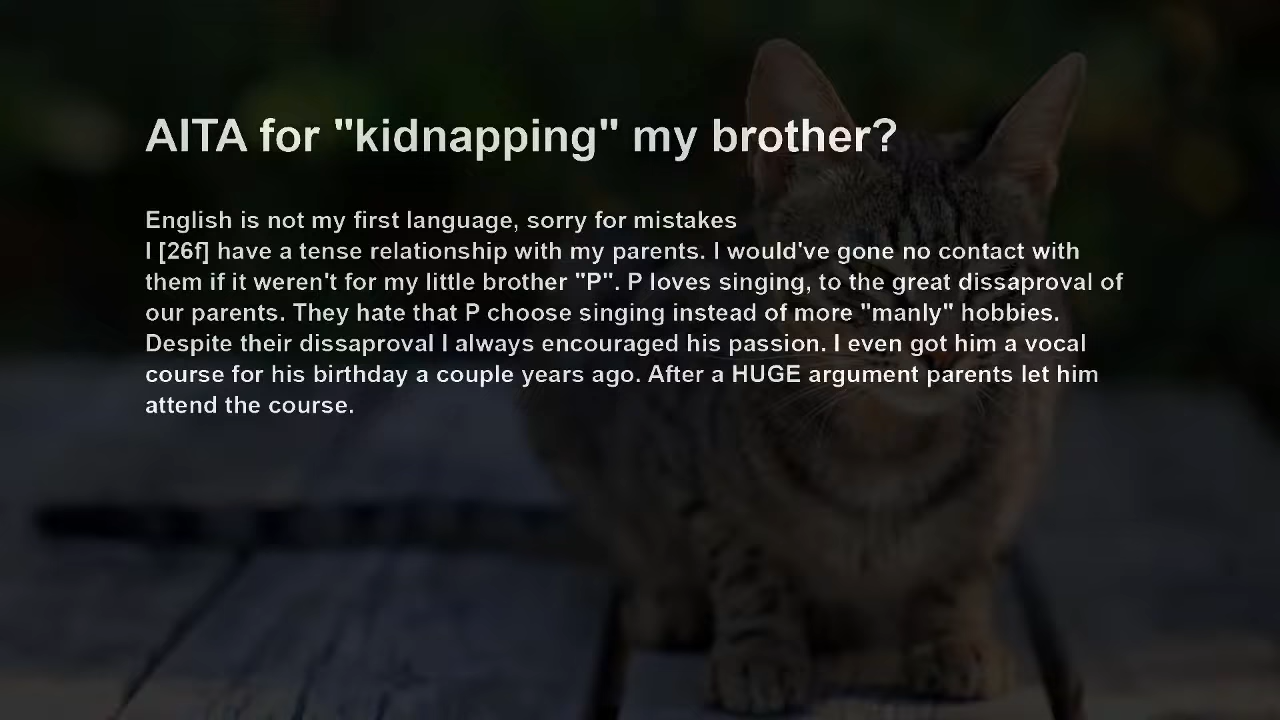 AITA for "kidnapping" my brother?
English is not my first language, sorry for mistakes
I [26f] have a tense relationship with my parents. I would've gone no contact with
them if it weren't for my little brother "P". P loves singing, to the great dissaproval of
our parents. They hate that P choose singing instead of more "manly" hobbies.
Despite their dissaproval I always encouraged his passion. I even got him a vocal
course for his birthday a couple years ago. After a HUGE argument parents let him
attend the course.